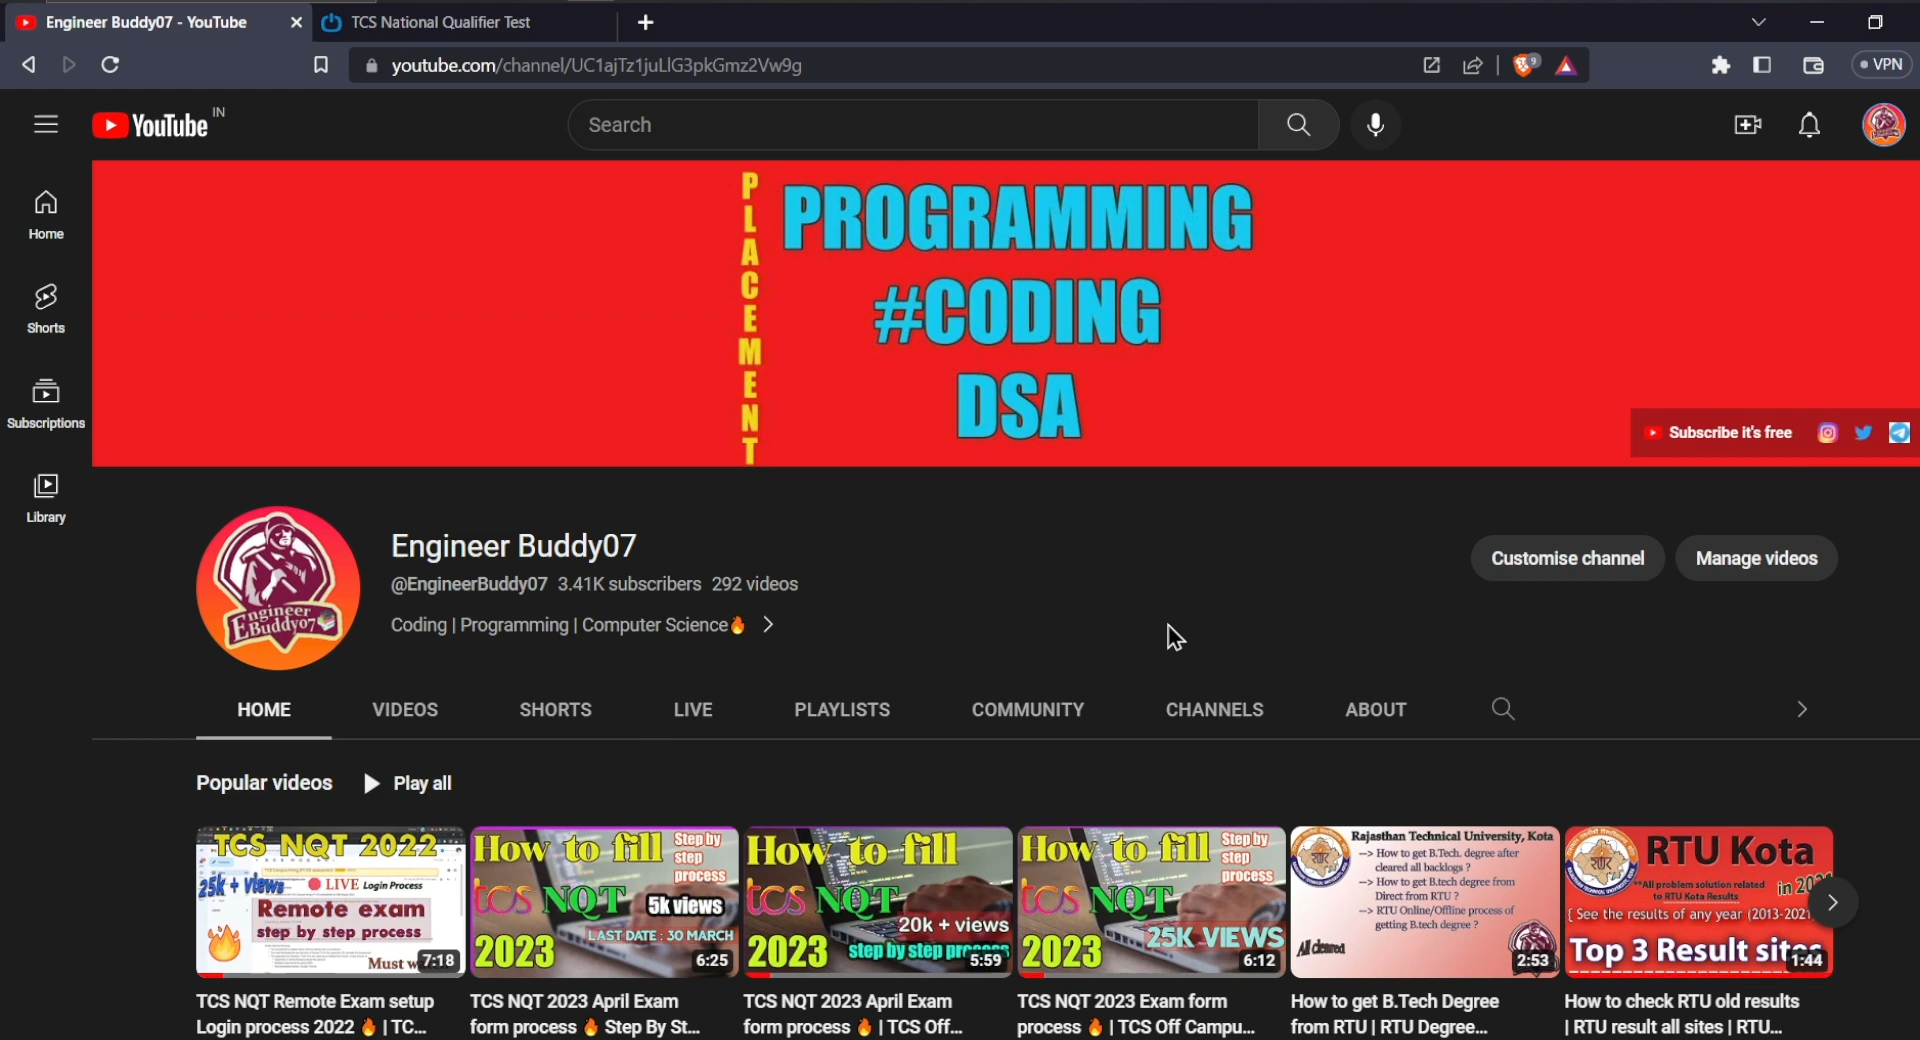 Engineer Buddy07 - YouTube
TCS National Qualifier Test
youtube.com/channel/UC1ajTz1juLlG3pkGmz2Vw9g
9
VPN
YouTube IN
Search
Home
Shorts
Subscriptions
Library
PLACEMENT
PROGRAMMING
#CODING
DSA
Subscribe it's free
Engineer
Buddy07
Engineer Buddy07
@EngineerBuddy07 3.41K subscribers 292 videos
Coding | Programming | Computer Science🔥
Customise channel
Manage videos
HOME VIDEOS SHORTS LIVE PLAYLISTS COMMUNITY CHANNELS ABOUT
Popular videos
Play all
TCS NQT 2022
25k + views
LIVE Login Process
Remote exam
step by step process
7:18
TCS NQT Remote Exam setup
Login process 2022 🔥 | TC...
How to fill
Step by
step
process
tcs NQT
5k views
LAST DATE : 30 MARCH
2023
6:25
TCS NQT 2023 April Exam
form process 🔥 Step By St...
How to fill
tcs NQT
20k + views
2023
step by step
5:59
TCS NQT 2023 April Exam
form process 🔥 | TCS Off...
How to fill
Step by
step
process
tcs NQT
25K VIEWS
2023
6:12
TCS NQT 2023 Exam form
process 🔥 | TCS Off Campu...
Rajasthan Technical University, Kota
--> How to get B.Tech. degree after
cleared all backlogs ?
--> How to get B.tech degree from
Direct from RTU ?
--> RTU Online/Offline process of
getting B.tech degree ?
All cleared
2:53
How to get B.Tech Degree
from RTU | RTU Degree...
RTU Kota
**All problem solution related
to RTU Kota Results
in
{ See the results of any year (2013-2021
Top 3 Result sites
1:44
How to check RTU old results
| RTU result all sites | RTU...